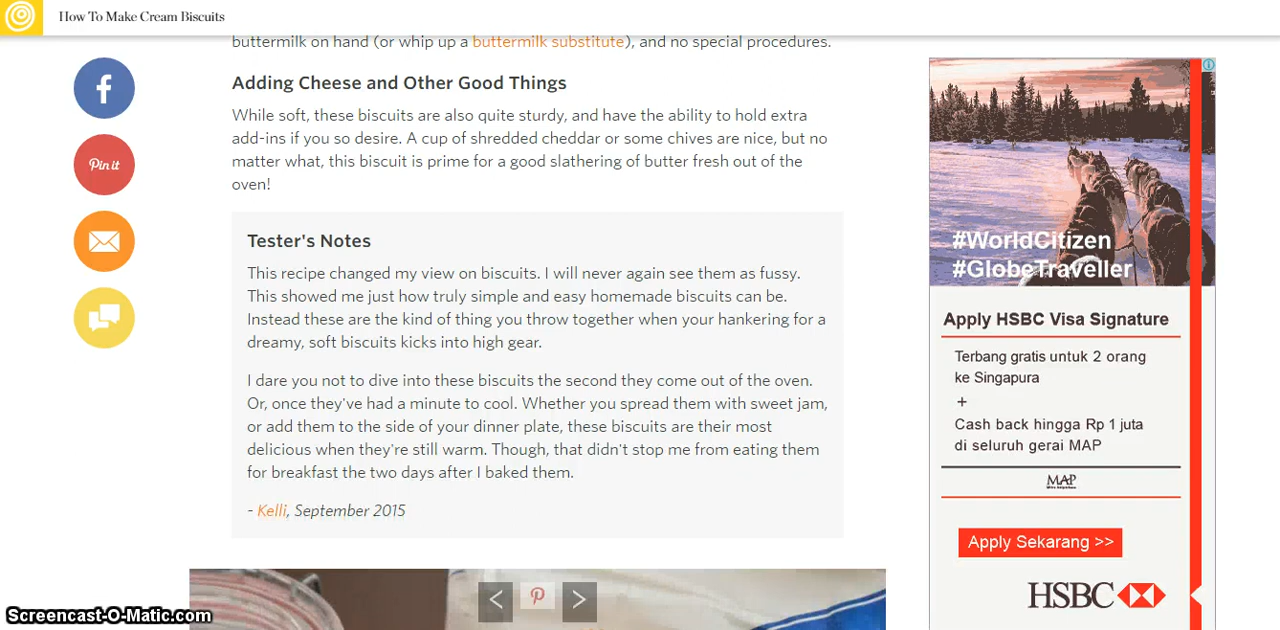 How To Make Cream Biscuits
buttermilk on hand (or whip up a buttermilk substitute), and no special procedures.
Adding Cheese and Other Good Things
While soft, these biscuits are also quite sturdy, and have the ability to hold extra
add-ins if you so desire. A cup of shredded cheddar or some chives are nice, but no
matter what, this biscuit is prime for a good slathering of butter fresh out of the
oven!
Tester's Notes
This recipe changed my view on biscuits. I will never again see them as fussy.
This showed me just how truly simple and easy homemade biscuits can be.
Instead these are the kind of thing you throw together when your hankering for a
dreamy, soft biscuits kicks into high gear.
I dare you not to dive into these biscuits the second they come out of the oven.
Or, once they've had a minute to cool. Whether you spread them with sweet jam,
or add them to the side of your dinner plate, these biscuits are their most
delicious when they're still warm. Though, that didn't stop me from eating them
for breakfast the two days after I baked them.
- Kelli, September 2015
Pin it
#WorldCitizen
#GlobeTraveller
Apply HSBC Visa Signature
Terbang gratis untuk 2 orang
ke Singapura
+
Cash back hingga Rp 1 juta
di seluruh gerai MAP
MAP
Apply Sekarang >>
HSBC
Screencast-O-Matic.com